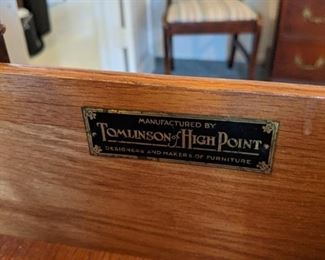 MANUFACTURED BY
TOMLINSON of HIGH POINT
DESIGNERS AND MAKERS OF FURNITURE